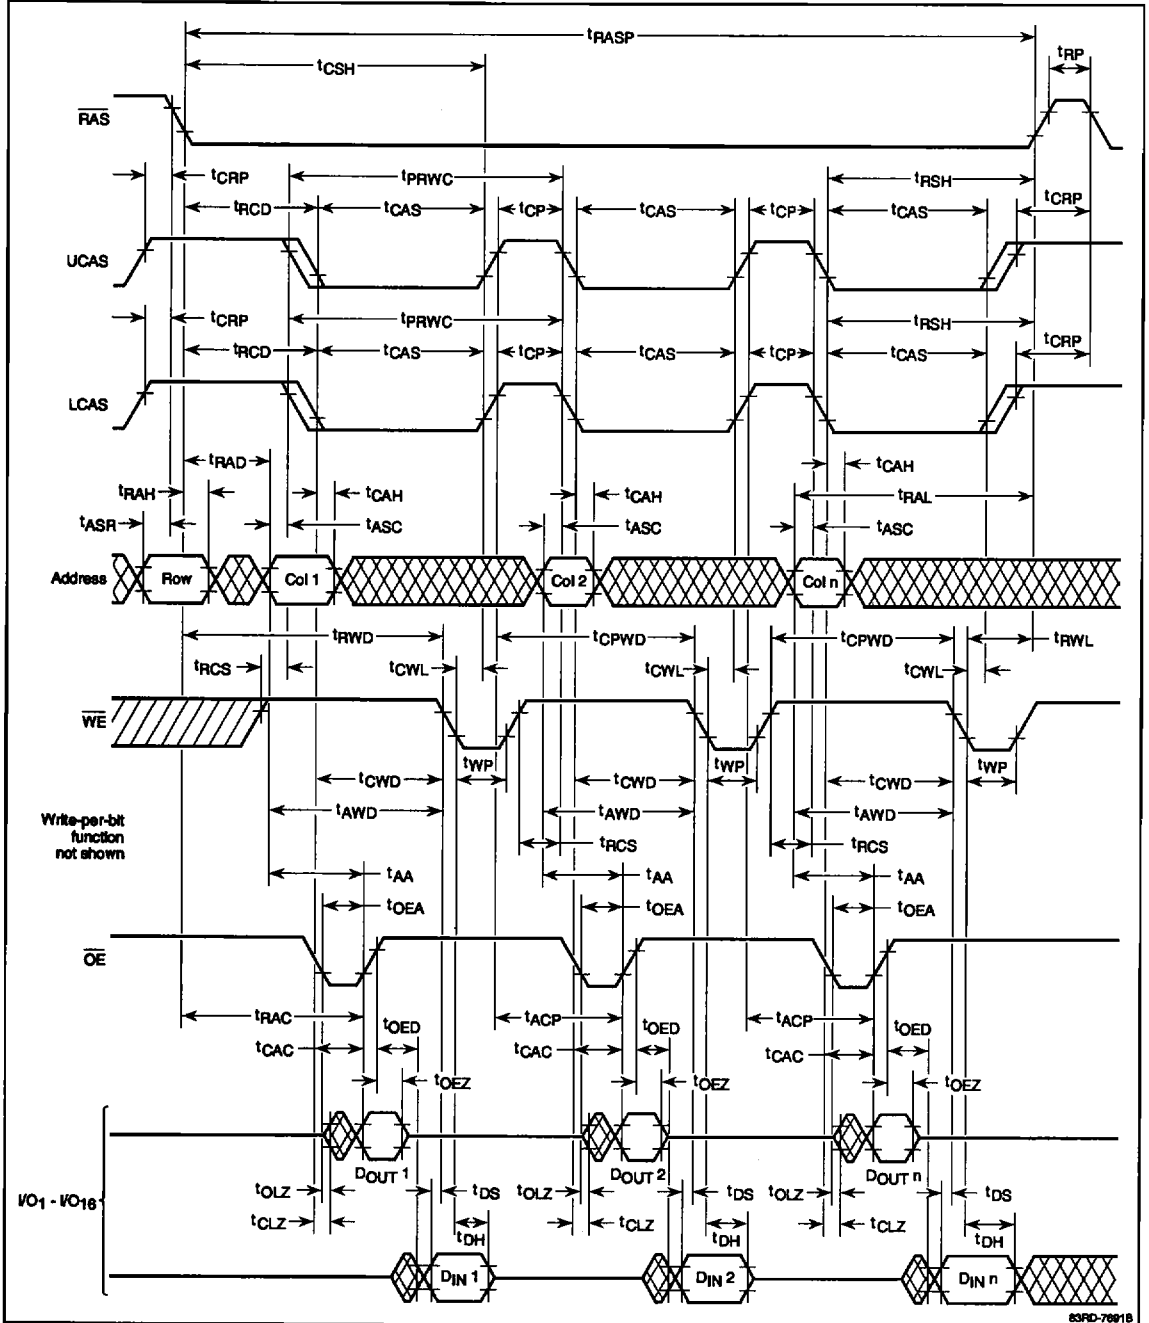 tRASP
tCSH
tRP
RAS
tCRP tPRWC tRSH
tRCD tCAS tCP tCAS tCP tCAS tCRP
UCAS
tCRP tPRWC tRSH
tRCD tCAS tCP tCAS tCP tCAS tCRP
LCAS
tRAD tCAH
tRAH tCAH tCAH tRAL
tASR tASC tASC tASC
Address Row Col 1 Col 2 Col n
tRWD tCPWD tCPWD tRWL
tRCS tCWL tCWL tCWL
WE
tWP tWP tWP
tCWD tCWD tCWD
tAWD tAWD tAWD
Write-per-bit
function
not shown
tRCS tRCS
tAA tAA tAA
tOEA tOEA tOEA
OE
tRAC tACP tACP
tOED tOED tOED
tCAC tCAC tCAC
tOEZ tOEZ tOEZ
DOUT 1 DOUT 2 DOUT n
I/O1 - I/O16
tOLZ tDS tOLZ tDS tOLZ tDS
tCLZ tCLZ tCLZ
tDH tDH tDH
DIN 1 DIN 2 DIN n
83RD-7691B